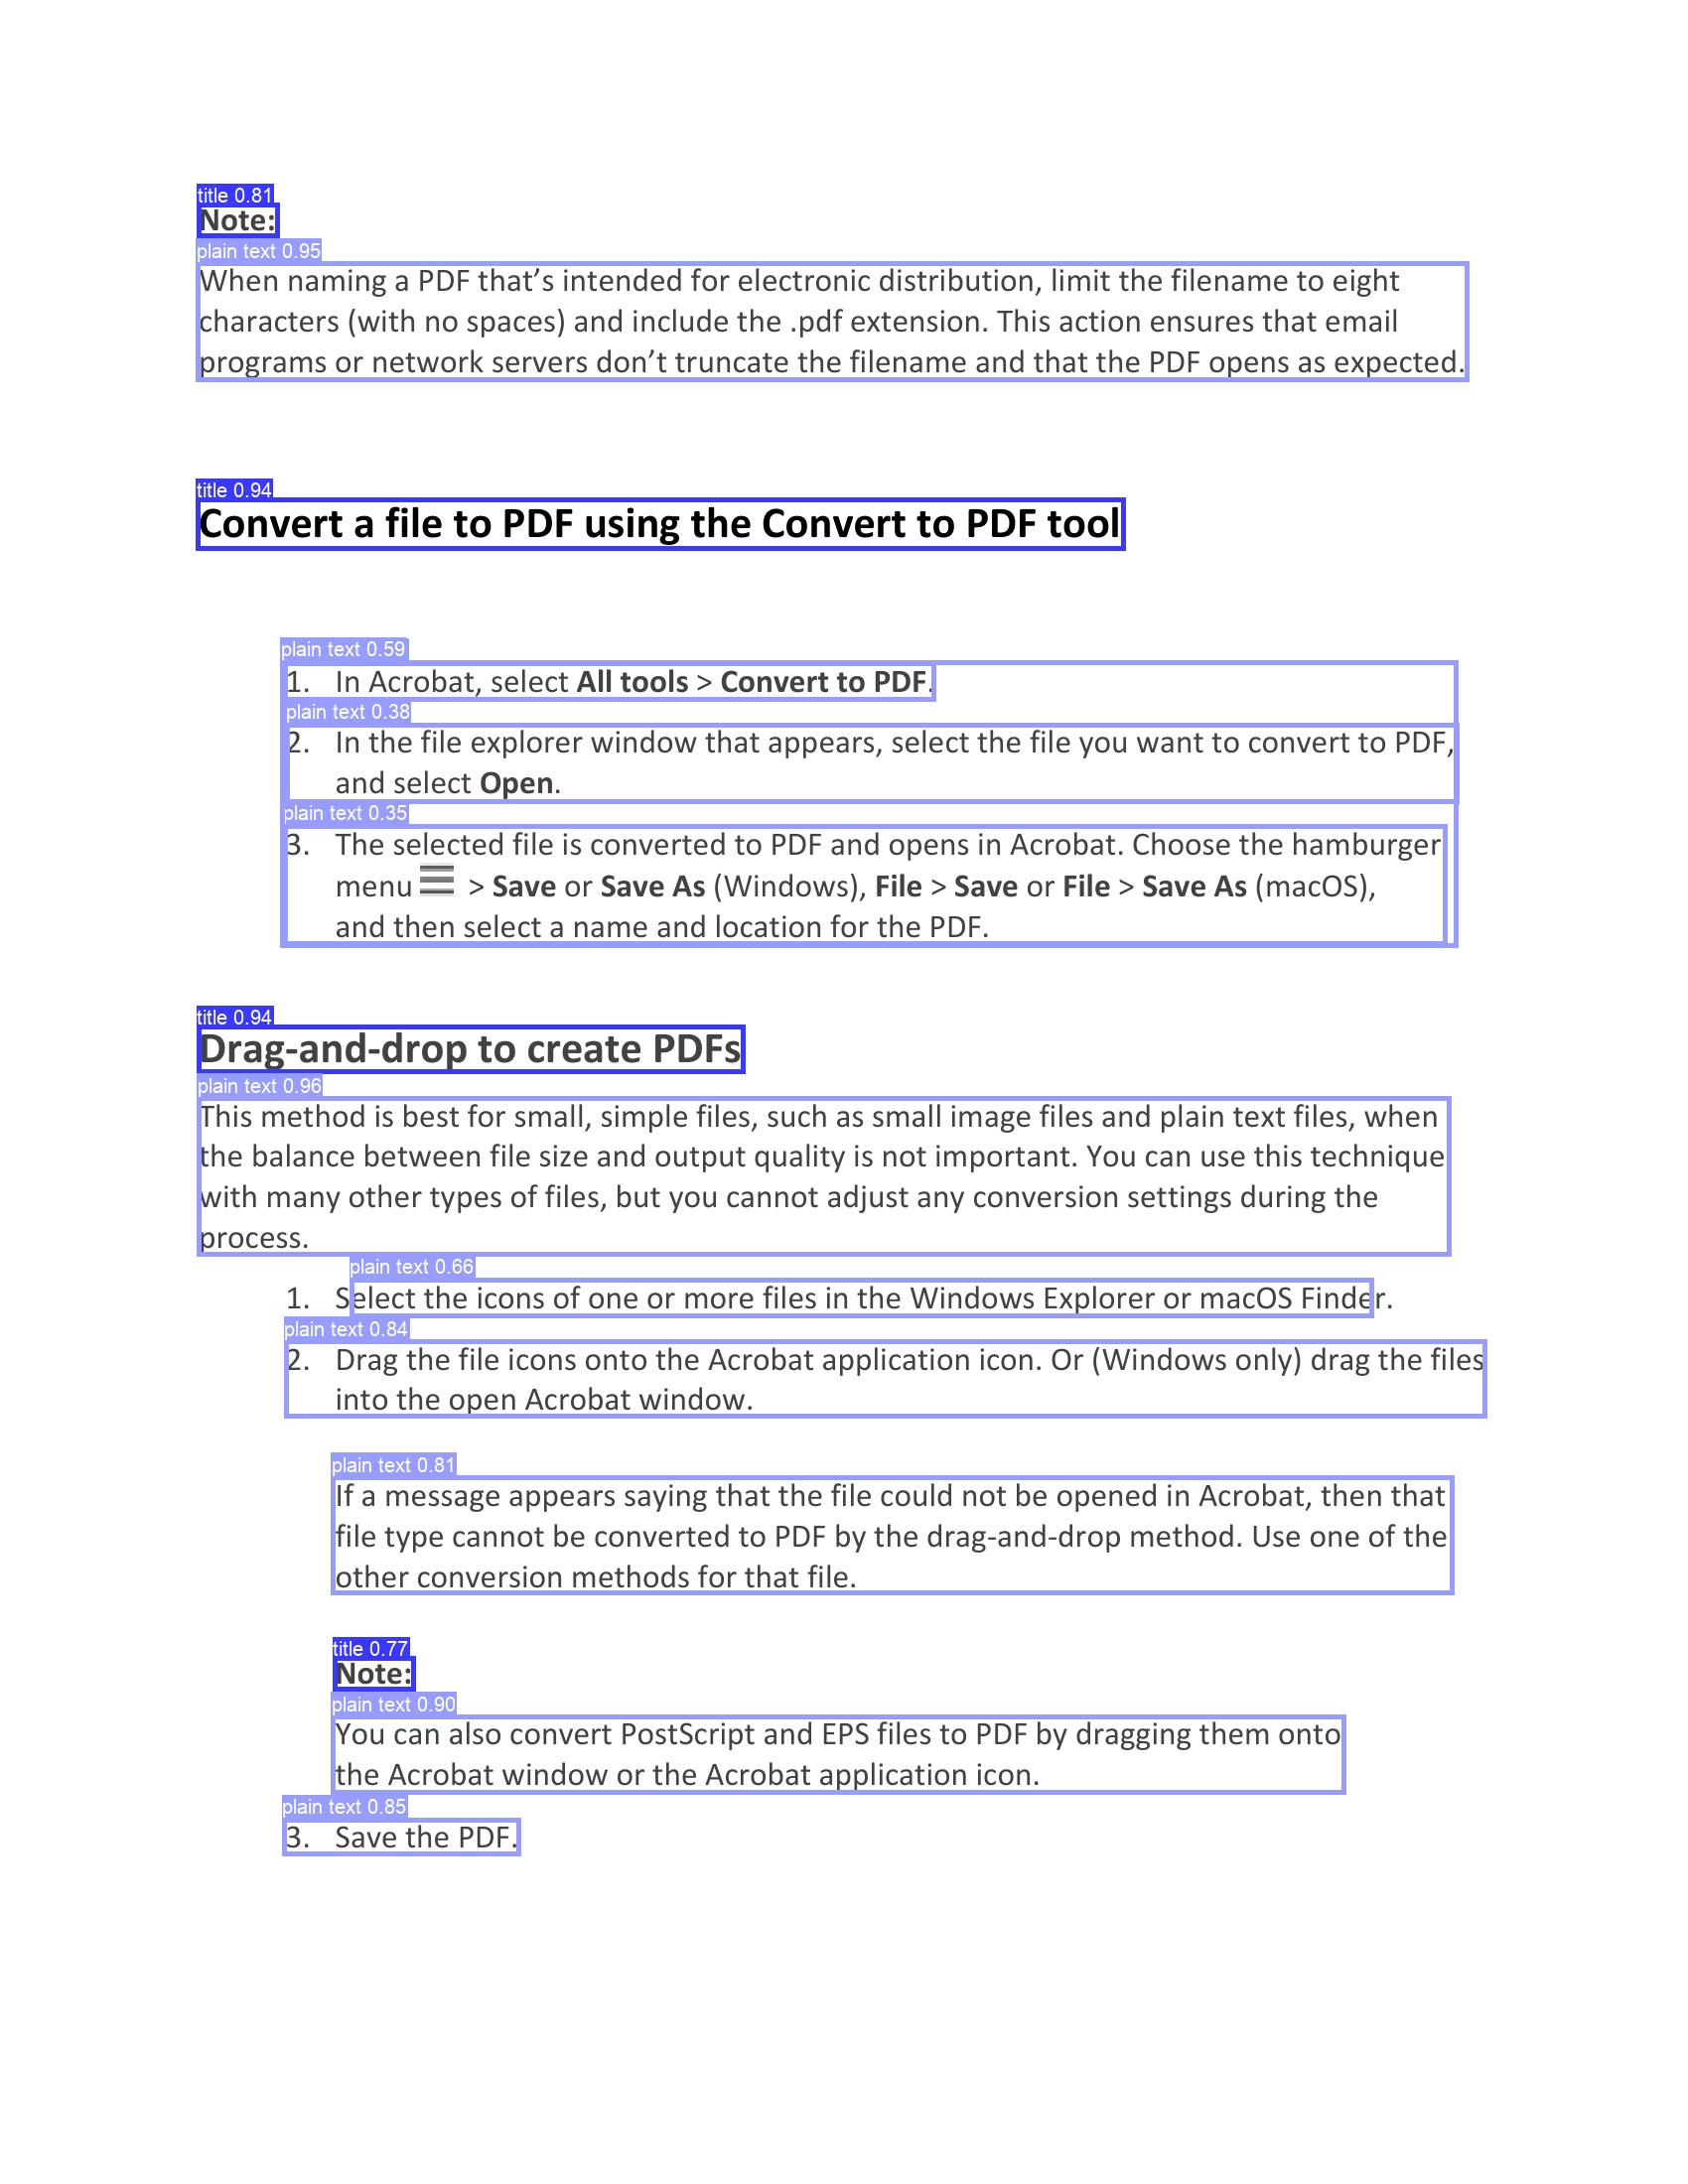 title 0.81
Note:
plain text 0.95
When naming a PDF that’s intended for electronic distribution, limit the filename to eight
characters (with no spaces) and include the .pdf extension. This action ensures that email
programs or network servers don’t truncate the filename and that the PDF opens as expected.
title 0.94
Convert a file to PDF using the Convert to PDF tool
plain text 0.59
1. In Acrobat, select All tools > Convert to PDF.
plain text 0.38
2. In the file explorer window that appears, select the file you want to convert to PDF,
and select Open.
plain text 0.35
3. The selected file is converted to PDF and opens in Acrobat. Choose the hamburger
menu > Save or Save As (Windows), File > Save or File > Save As (macOS),
and then select a name and location for the PDF.
title 0.94
Drag-and-drop to create PDFs
plain text 0.96
This method is best for small, simple files, such as small image files and plain text files, when
the balance between file size and output quality is not important. You can use this technique
with many other types of files, but you cannot adjust any conversion settings during the
process.
plain text 0.66
1. Select the icons of one or more files in the Windows Explorer or macOS Finder.
plain text 0.84
2. Drag the file icons onto the Acrobat application icon. Or (Windows only) drag the files
into the open Acrobat window.
plain text 0.81
If a message appears saying that the file could not be opened in Acrobat, then that
file type cannot be converted to PDF by the drag-and-drop method. Use one of the
other conversion methods for that file.
title 0.77
Note:
plain text 0.90
You can also convert PostScript and EPS files to PDF by dragging them onto
the Acrobat window or the Acrobat application icon.
plain text 0.85
3. Save the PDF.